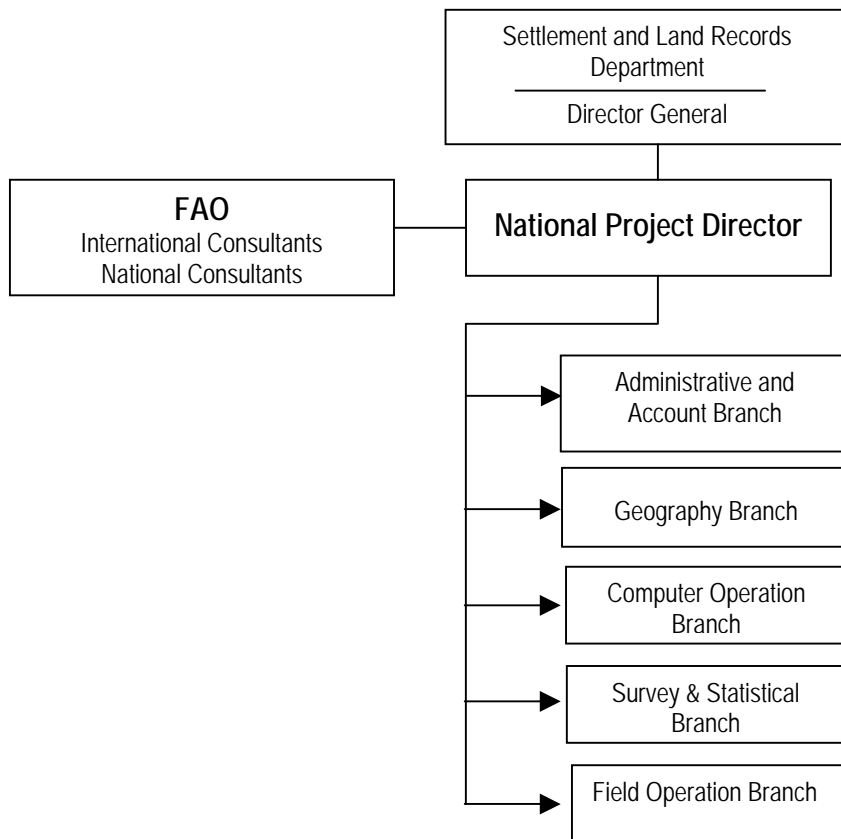 Settlement and Land Records
Department
Director General
FAO
International Consultants
National Consultants
National Project Director
Administrative and
Account Branch
Geography Branch
Computer Operation
Branch
Survey & Statistical
Branch
Field Operation Branch